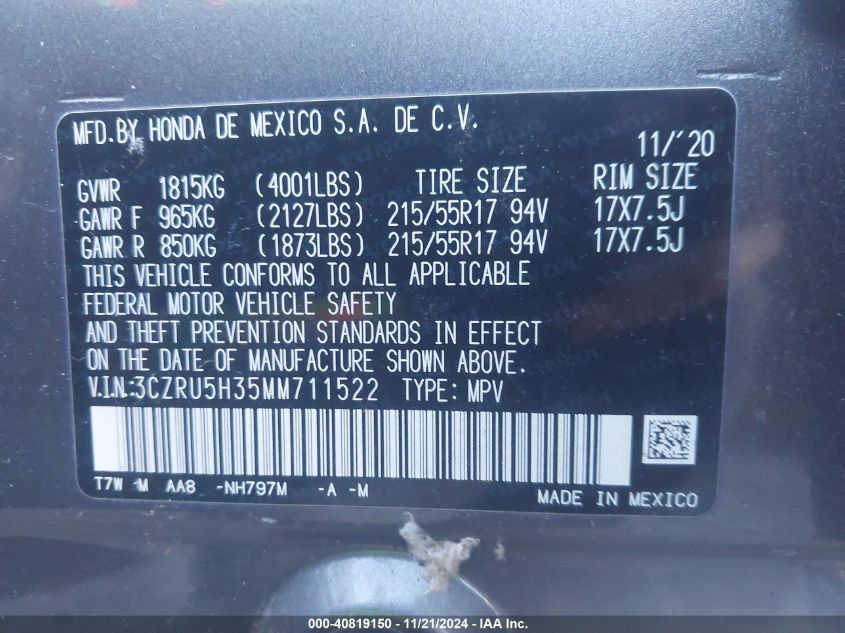 MFD.BY HONDA DE MEXICO S.A. DE C.V.
11/'20
GVWR 1815KG (4001LBS) TIRE SIZE RIM SIZE
GAWR F 965KG (2127LBS) 215/55R17 94V 17X7.5J
GAWR R 850KG (1873LBS) 215/55R17 94V 17X7.5J
THIS VEHICLE CONFORMS TO ALL APPLICABLE
FEDERAL MOTOR VEHICLE SAFETY
AND THEFT PREVENTION STANDARDS IN EFFECT
ON THE DATE OF MANUFACTURE SHOWN ABOVE.
V.I.N:3CZRU5H35MM711522 TYPE: MPV
T7W -M AA8 -NH797M -A -M
MADE IN MEXICO
000-40819150 - 11/21/2024 - IAA Inc.